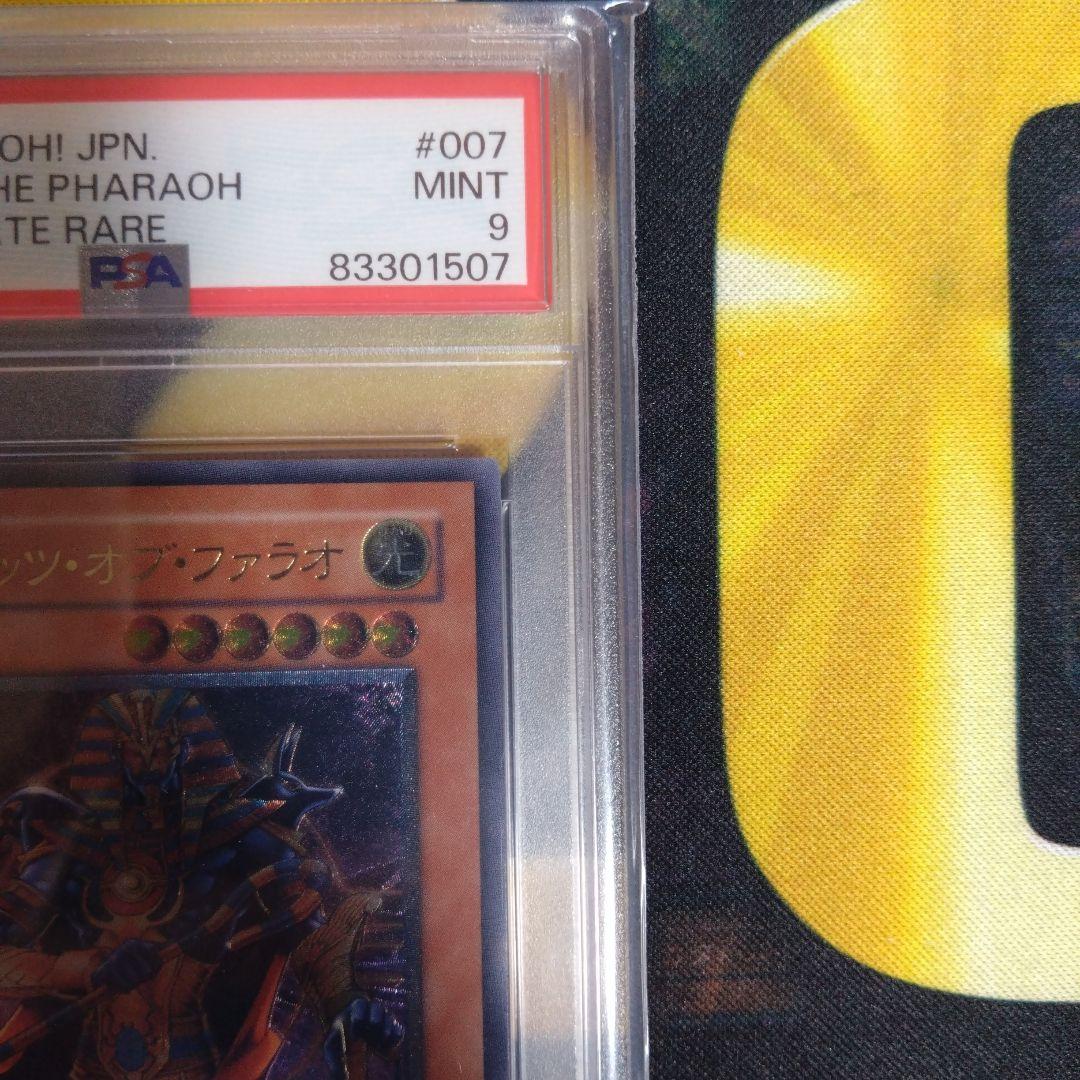 OH! JPN. #007
HE PHARAOH MINT
TE RARE 9
PSA 83301507
ッツ・オブ・ファラオ 光